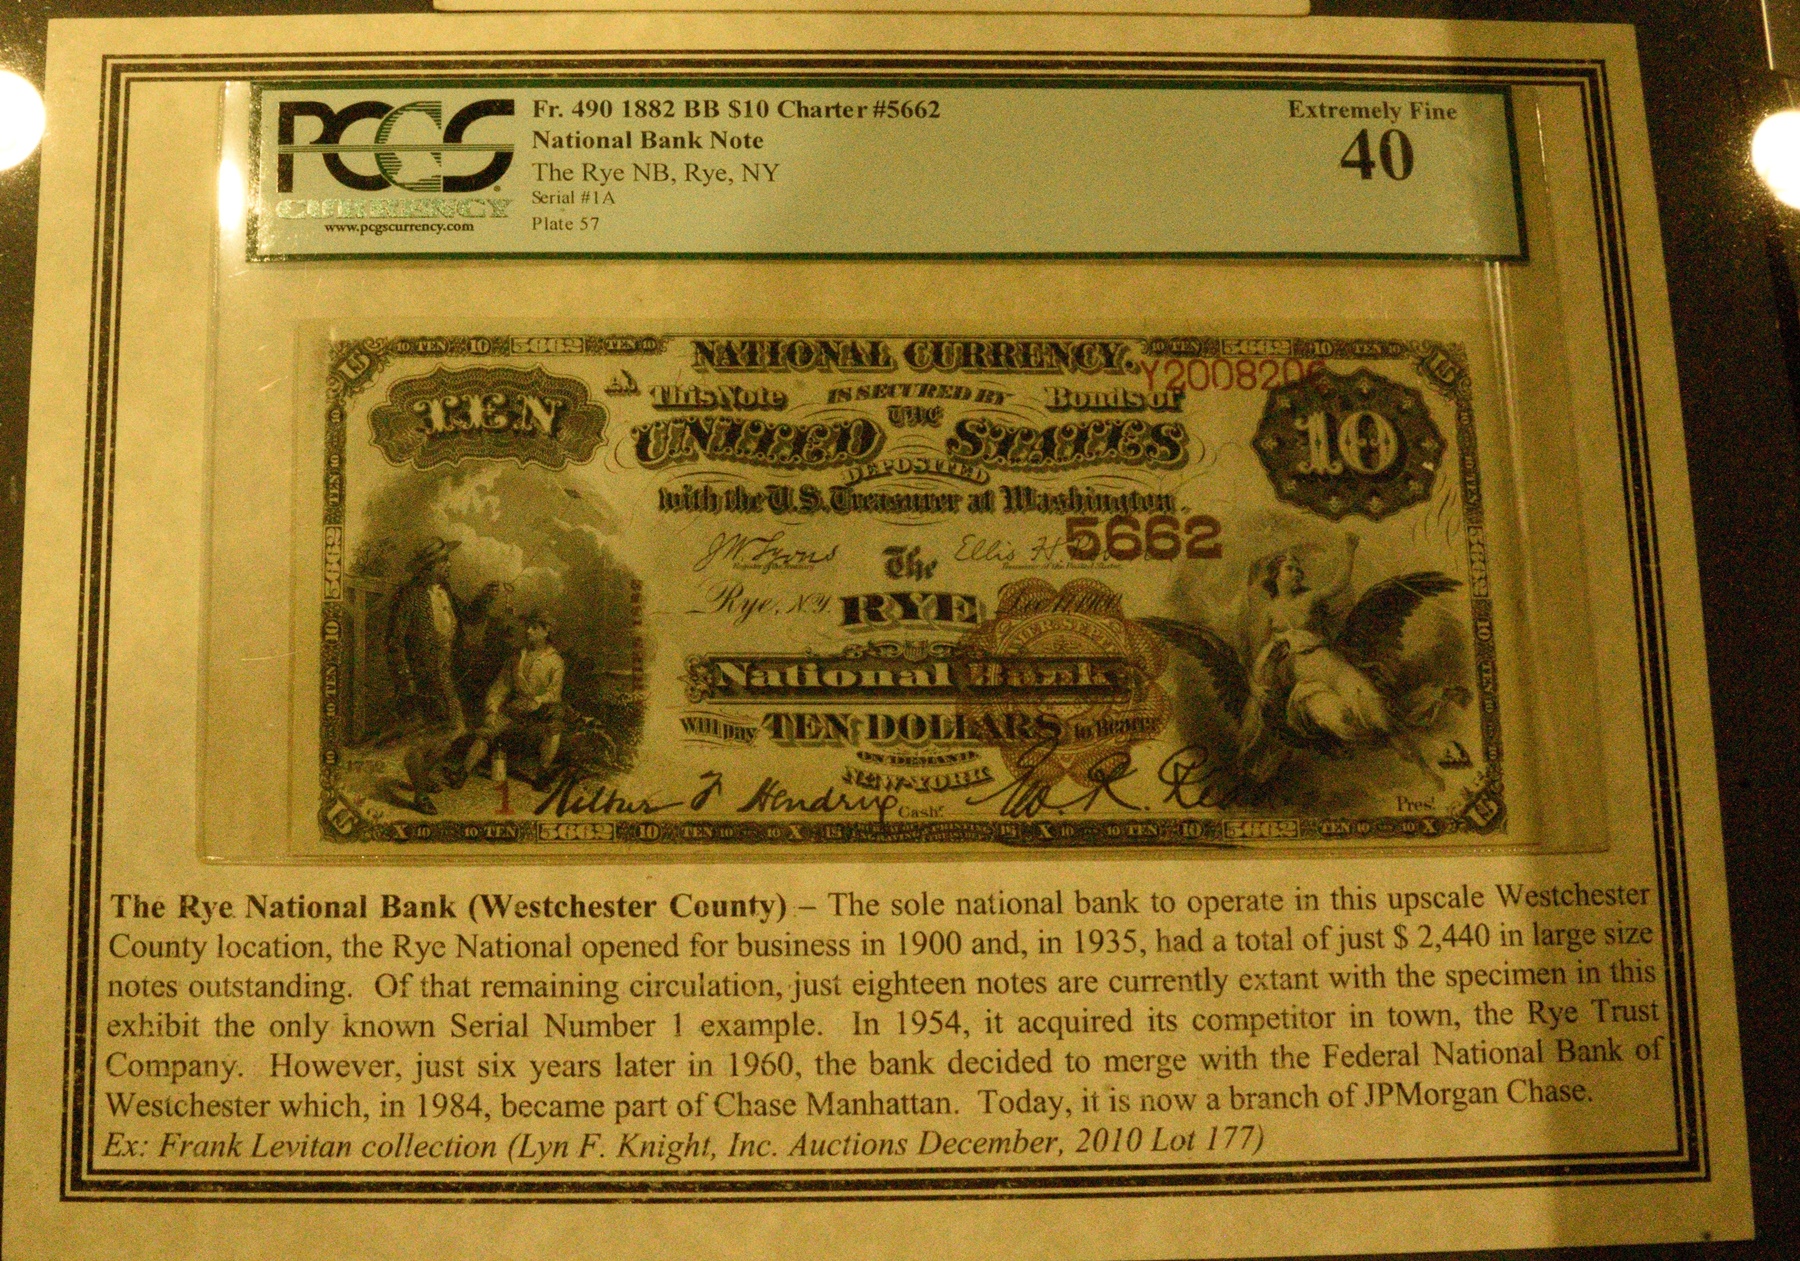 PCGS
CURRENCY
www.pcgscurrency.com
Fr. 490 1882 BB $10 Charter #5662
National Bank Note
The Rye NB, Rye, NY
Serial #1A
Plate 57
Extremely Fine
40
NATIONAL CURRENCY.
TEN
This Note IS SECURED BY Bonds of
THE
UNITED STATES
DEPOSITED
with the U.S. Treasurer at Washington.
10
5662
The
Rye, N.Y. RYE
National Bank
Will pay TEN DOLLARS to Bearer
ON DEMAND
NEW-YORK
1
Cash^r
Pres^t
The Rye National Bank (Westchester County) – The sole national bank to operate in this upscale Westchester
County location, the Rye National opened for business in 1900 and, in 1935, had a total of just $ 2,440 in large size
notes outstanding. Of that remaining circulation, just eighteen notes are currently extant with the specimen in this
exhibit the only known Serial Number 1 example. In 1954, it acquired its competitor in town, the Rye Trust
Company. However, just six years later in 1960, the bank decided to merge with the Federal National Bank of
Westchester which, in 1984, became part of Chase Manhattan. Today, it is now a branch of JPMorgan Chase.
Ex: Frank Levitan collection (Lyn F. Knight, Inc. Auctions December, 2010 Lot 177)